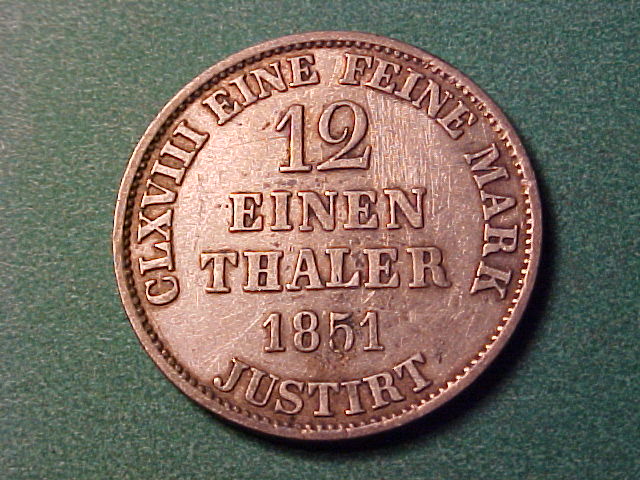 CLXVIII EINE FEINE MARK
12
EINEN
THALER
1851
JUSTIRT